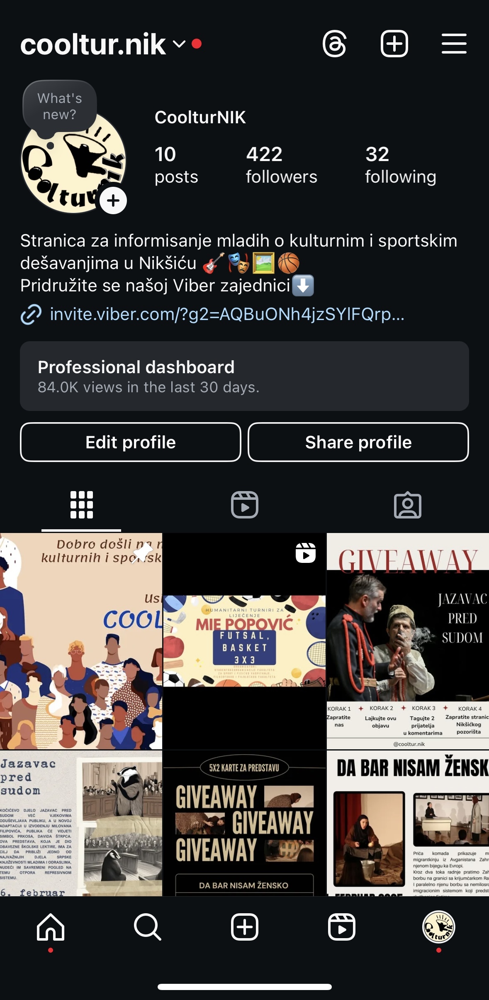 cooltur.nik
What's
new?
Cooltur nik
CoolturNIK
10 422 32
posts followers following
Stranica za informisanje mladih o kulturnim i sportskim
dešavanjima u Nikšiću 🎸🎭🖼️🏀
Pridružite se našoj Viber zajednici⬇️
invite.viber.com/?g2=AQBuONh4jzSYlFQrp...
Professional dashboard
84.0K views in the last 30 days.
Edit profile Share profile
Dobro došli na n
kulturnih i sportsk
usl
COOL
HUMANITARNI TURNIRI ZA
LIJEČENJE
MIE POPOVIĆ
FUTSAL,
BASKET
3X3
GIVEAWAY
JAZAVAC
PRED
SUDOM
KORAK 1 KORAK 2 KORAK 3 KORAK 4
Zapratite
nas
Lajkujte ovu
objavu
Tagujte 2
prijatelja
u komentarima
Zapratite stranic
Nikšićkog
pozorišta
@cooltur.nik
Jazavac
pred
sudom
KOČIĆEVO DJELO JAZAVAC PRED
SUDOM VEĆ VJEKOVIMA
ODUŠEVLJAVA PUBLIKU, A U NOVOJ
ADAPTACIJI U IZVOĐENJU MILOVANA
FILIPOVIĆA, PUBLIKA ĆE VIDJETI
SIMBOL PRKOSA, DAVIDA ŠTRPCA.
OVA PREDSTAVA, KOJA JE DIO
OBAVEZNE ŠKOLSKE LEKTIRE, IMA ZA
CILJ DA PRIBLIŽI JEDNO OD
NAJVAŽNIJIH DJELA SRPSKE
KNJIŽEVNOSTI MLADIMA I ODRASLIMA,
NUDEĆI IM SAVREMENI POGLED NA
TEMU OTPORA REPRESIVNOM
SISTEMU.
6. februar
5X2 KARTE ZA PREDSTAVU
GIVEAWAY
GIVEAWAY
GIVEAWAY
DA BAR NISAM ŽENSKO
DA BAR NISAM ŽENSK
Priča komada prikazuje m
migrantkinju iz Avganistana Zahr
njenom bijegu ka Evropi.
Kroz dva toka radnje pratimo Zah
borbu na granici sa krijumčarkom Ra
I paralelno njenu borbu sa nemilosrd
imigracionim sistemom koji predst
Coolturnik